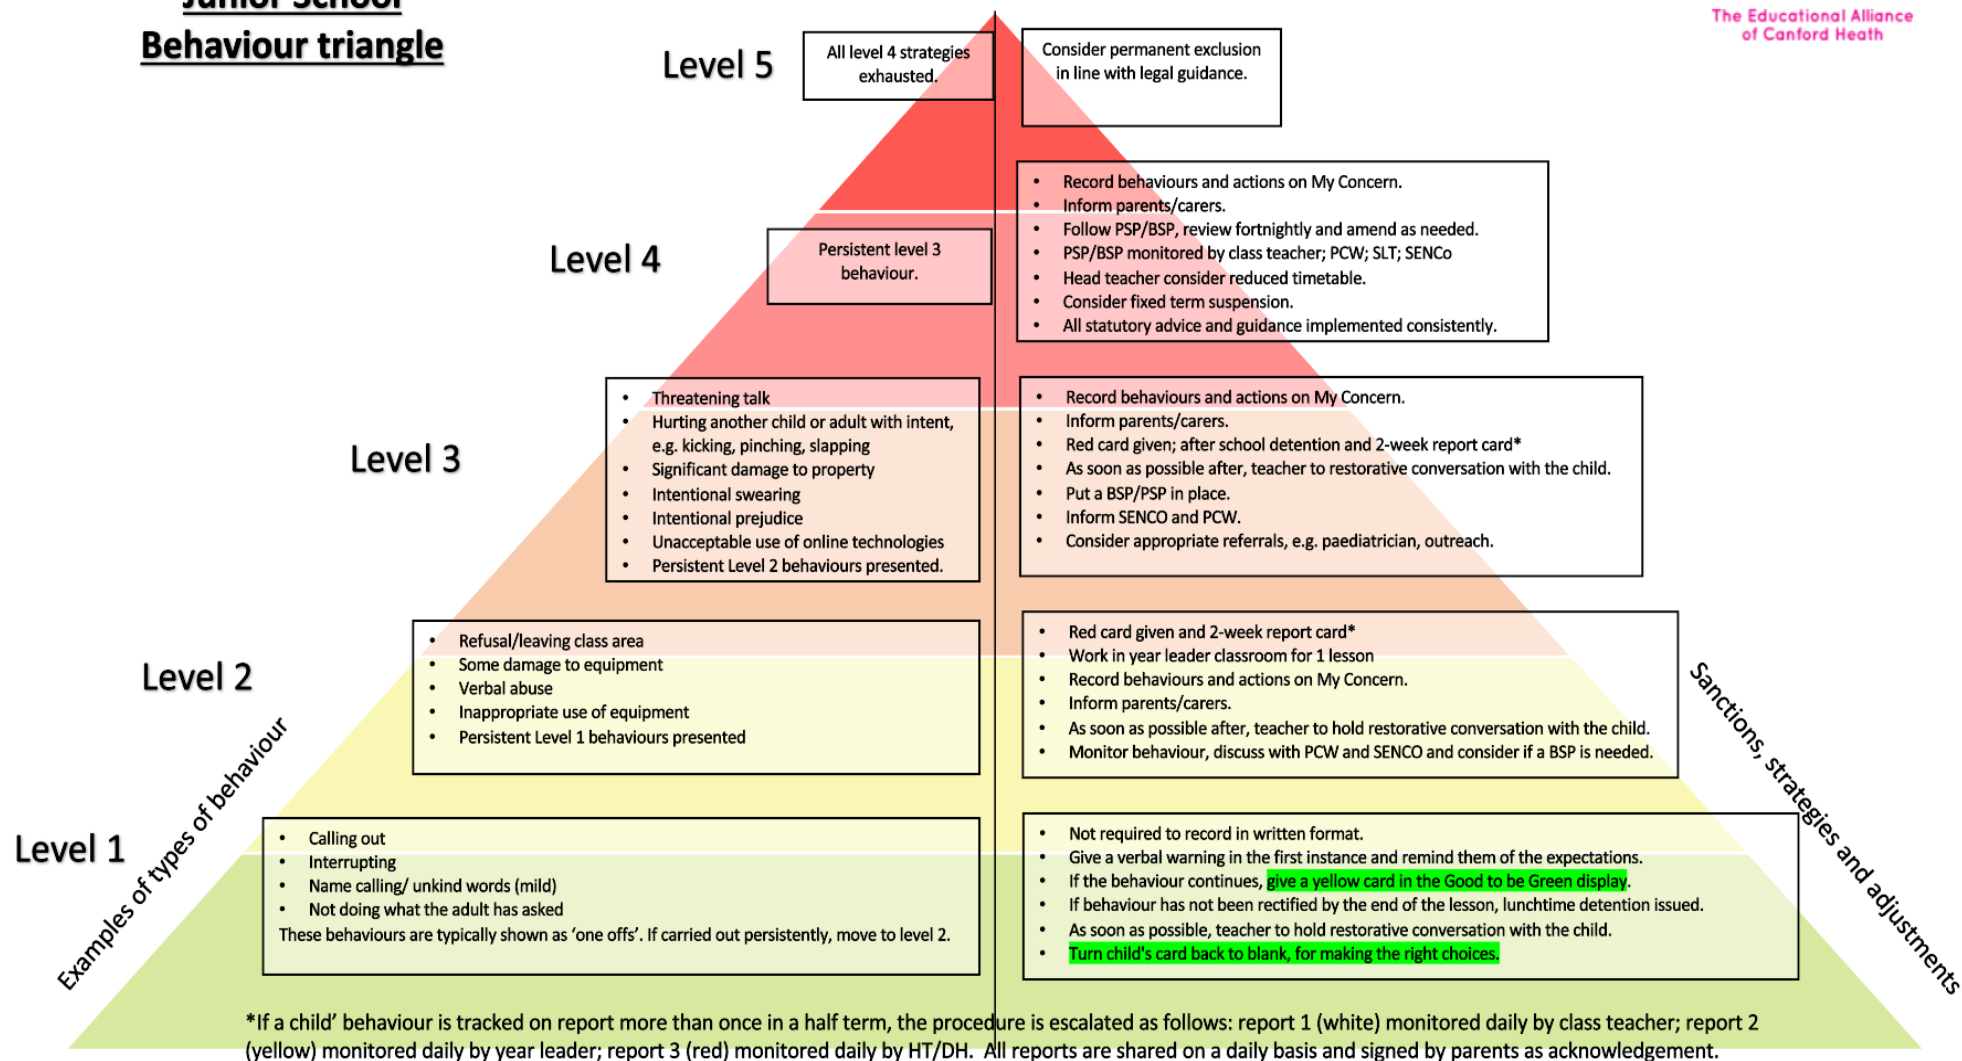 Junior School
Behaviour triangle
The Educational Alliance
of Canford Heath
Level 5
All level 4 strategies
exhausted.
Consider permanent exclusion
in line with legal guidance.
Level 4
Persistent level 3
behaviour.
• Record behaviours and actions on My Concern.
• Inform parents/carers.
• Follow PSP/BSP, review fortnightly and amend as needed.
• PSP/BSP monitored by class teacher; PCW; SLT; SENCo
• Head teacher consider reduced timetable.
• Consider fixed term suspension.
• All statutory advice and guidance implemented consistently.
Level 3
• Threatening talk
• Hurting another child or adult with intent,
e.g. kicking, pinching, slapping
• Significant damage to property
• Intentional swearing
• Intentional prejudice
• Unacceptable use of online technologies
• Persistent Level 2 behaviours presented.
• Record behaviours and actions on My Concern.
• Inform parents/carers.
• Red card given; after school detention and 2-week report card*
• As soon as possible after, teacher to restorative conversation with the child.
• Put a BSP/PSP in place.
• Inform SENCO and PCW.
• Consider appropriate referrals, e.g. paediatrician, outreach.
Level 2
• Refusal/leaving class area
• Some damage to equipment
• Verbal abuse
• Inappropriate use of equipment
• Persistent Level 1 behaviours presented
• Red card given and 2-week report card*
• Work in year leader classroom for 1 lesson
• Record behaviours and actions on My Concern.
• Inform parents/carers.
• As soon as possible after, teacher to hold restorative conversation with the child.
• Monitor behaviour, discuss with PCW and SENCO and consider if a BSP is needed.
Level 1
• Calling out
• Interrupting
• Name calling/ unkind words (mild)
• Not doing what the adult has asked
These behaviours are typically shown as ‘one offs’. If carried out persistently, move to level 2.
• Not required to record in written format.
• Give a verbal warning in the first instance and remind them of the expectations.
• If the behaviour continues, give a yellow card in the Good to be Green display.
• If behaviour has not been rectified by the end of the lesson, lunchtime detention issued.
• As soon as possible, teacher to hold restorative conversation with the child.
• Turn child's card back to blank, for making the right choices.
Examples of types of behaviour
Sanctions, strategies and adjustments
*If a child’ behaviour is tracked on report more than once in a half term, the procedure is escalated as follows: report 1 (white) monitored daily by class teacher; report 2
(yellow) monitored daily by year leader; report 3 (red) monitored daily by HT/DH. All reports are shared on a daily basis and signed by parents as acknowledgement.